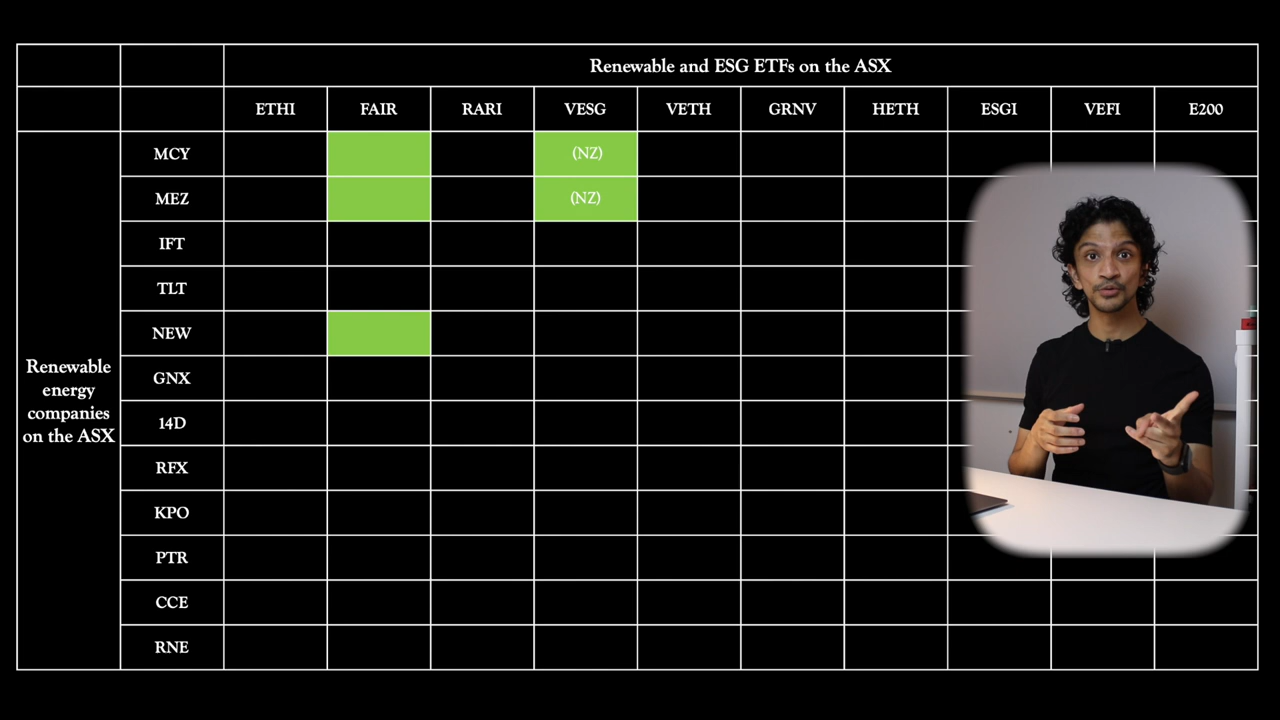 Renewable and ESG ETFs on the ASX
ETHI FAIR RARI VESG VETH GRNV HETH ESGI VEFI E200
MCY (NZ)
MEZ (NZ)
IFT
TLT
NEW
Renewable
energy
companies
on the ASX
GNX
14D
RFX
KPO
PTR
CCE
RNE